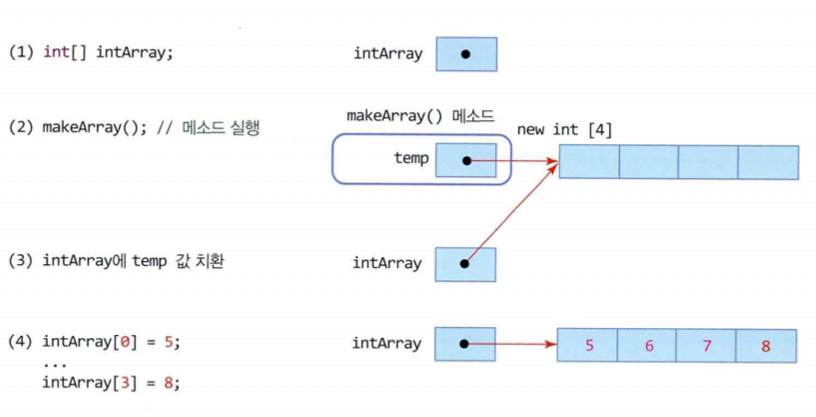 (1) int[] intArray;
intArray
(2) makeArray(); // 메소드 실행
makeArray() 메소드
new int [4]
temp
(3) intArray에 temp 값 치환
intArray
(4) intArray[0] = 5;
...
intArray[3] = 8;
intArray
5 6 7 8